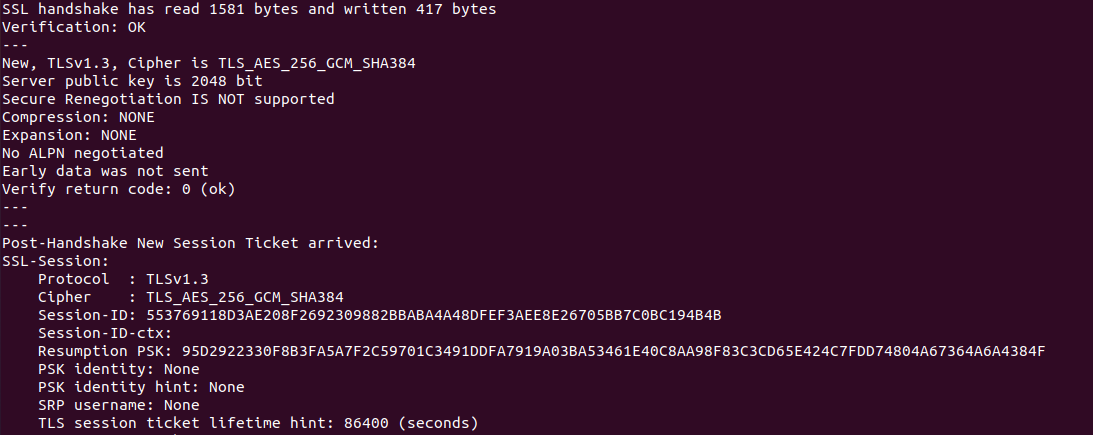 SSL handshake has read 1581 bytes and written 417 bytes
Verification: OK
---
New, TLSv1.3, Cipher is TLS_AES_256_GCM_SHA384
Server public key is 2048 bit
Secure Renegotiation IS NOT supported
Compression: NONE
Expansion: NONE
No ALPN negotiated
Early data was not sent
Verify return code: 0 (ok)
---
---
Post-Handshake New Session Ticket arrived:
SSL-Session:
    Protocol  : TLSv1.3
    Cipher    : TLS_AES_256_GCM_SHA384
    Session-ID: 553769118D3AE208F2692309882BBABA4A48DFEF3AEE8E26705BB7C0BC194B4B
    Session-ID-ctx:
    Resumption PSK: 95D2922330F8B3FA5A7F2C59701C3491DDFA7919A03BA53461E40C8AA98F83C3CD65E424C7FDD74804A67364A6A4384F
    PSK identity: None
    PSK identity hint: None
    SRP username: None
    TLS session ticket lifetime hint: 86400 (seconds)